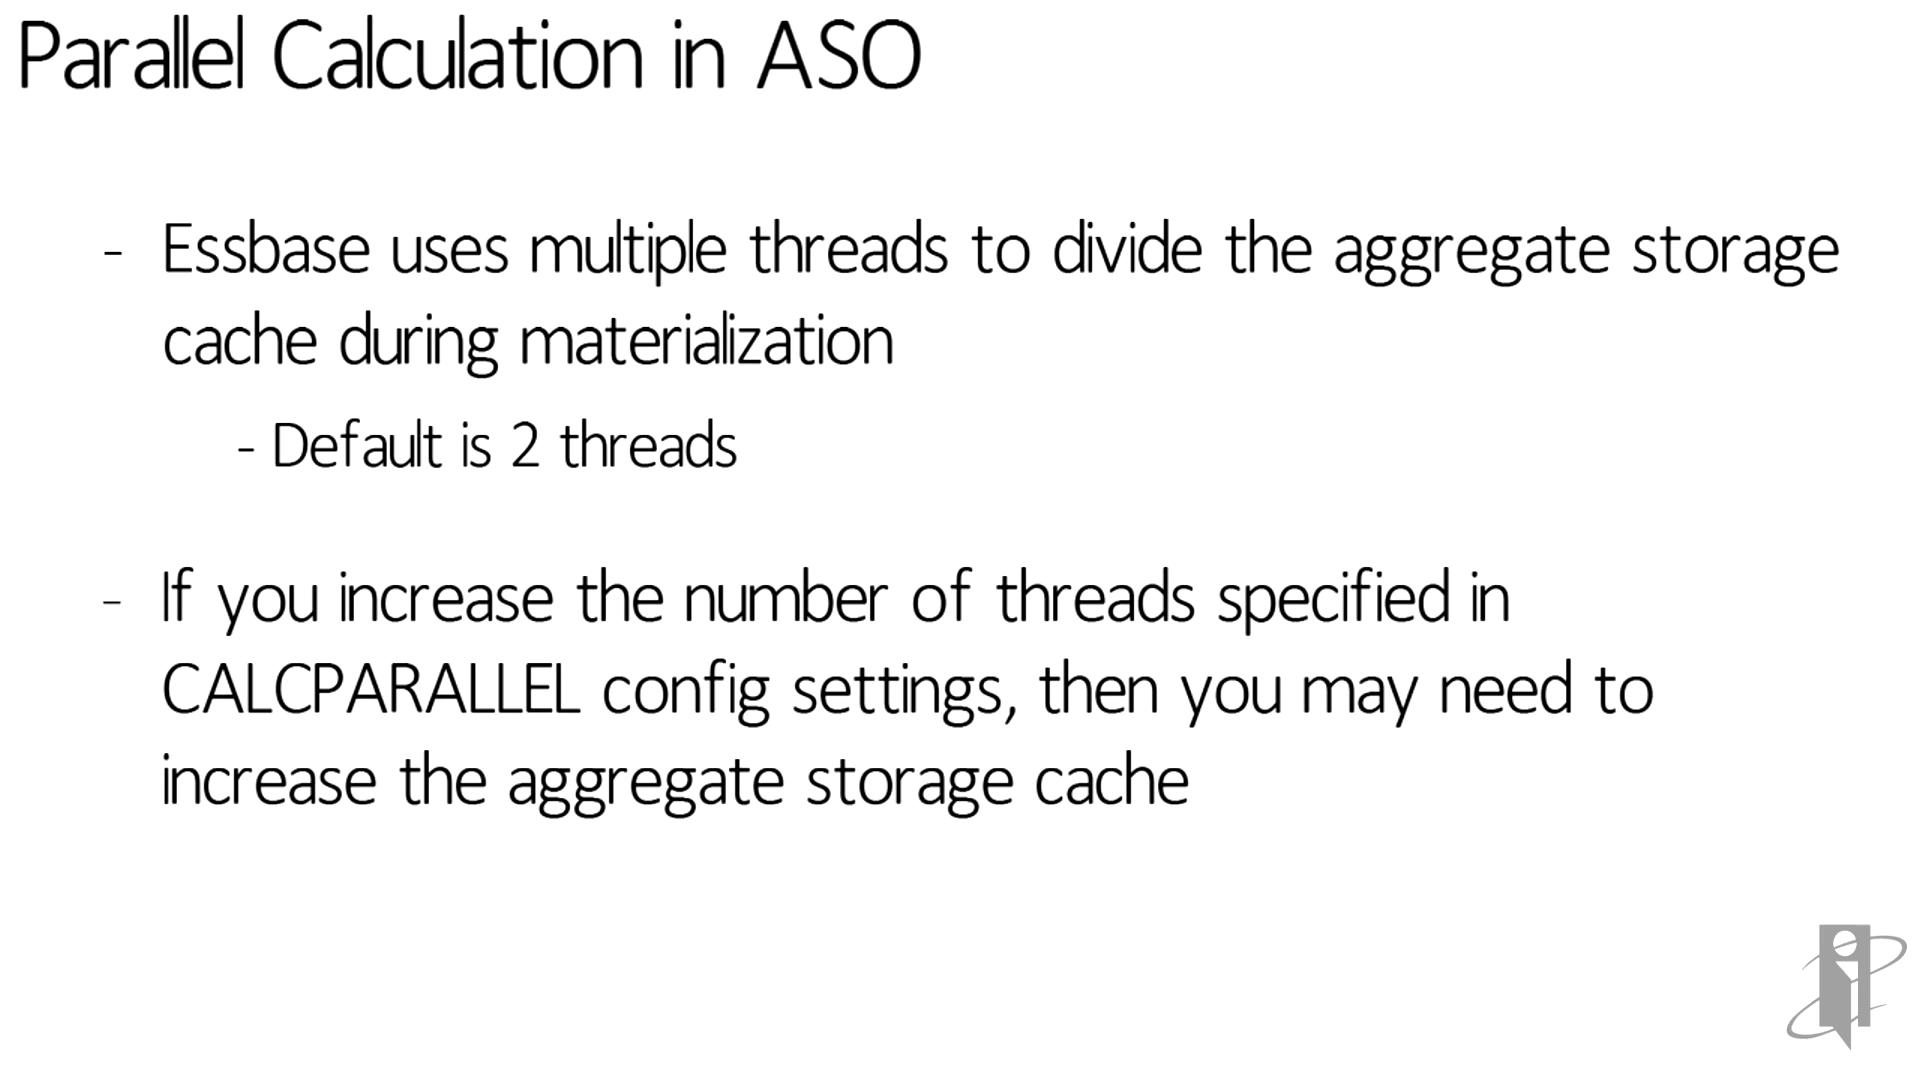 Parallel Calculation in ASO
- Essbase uses multiple threads to divide the aggregate storage
cache during materialization
- Default is 2 threads
- If you increase the number of threads specified in
CALCPARALLEL config settings, then you may need to
increase the aggregate storage cache